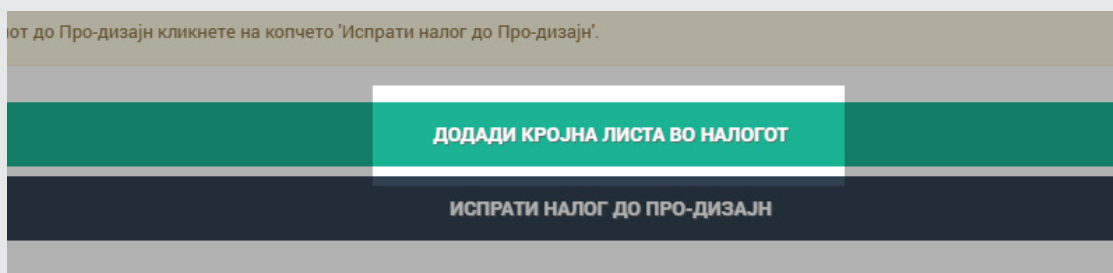 до Про-дизајн кликнете на копчето 'Испрати налог до Про-дизајн'.
ДОДАДИ КРОЈНА ЛИСТА ВО НАЛОГОТ
ИСПРАТИ НАЛОГ ДО ПРО-ДИЗАЈН